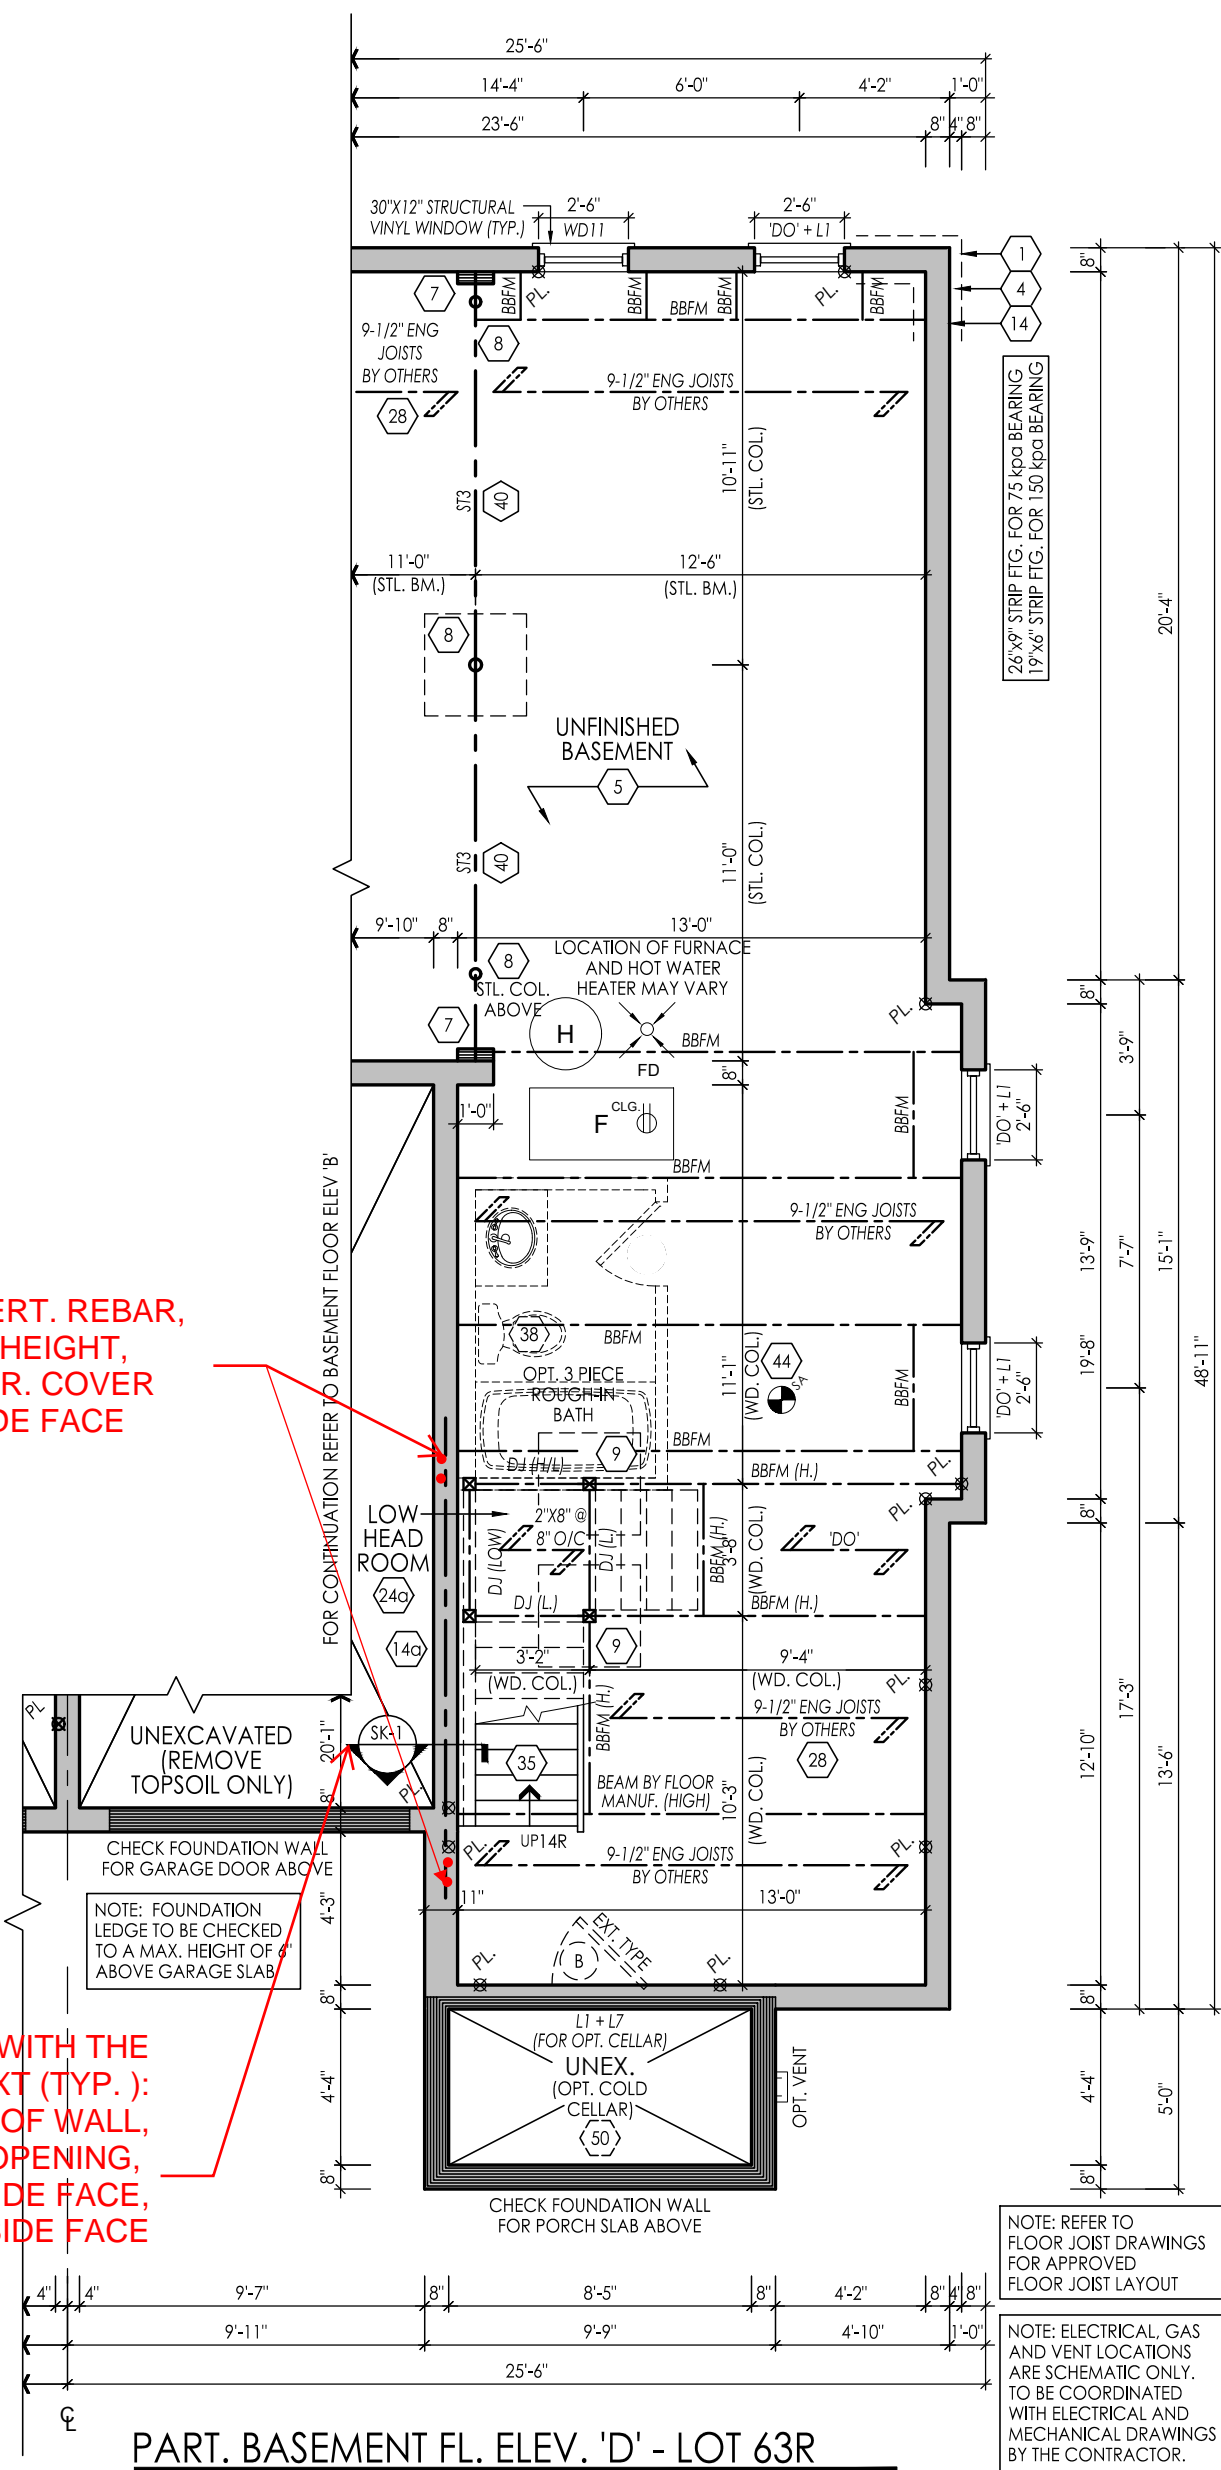 25'-6"
14'-4" 6'-0" 4'-2" 1'-0"
23'-6" 8" 4" 8"
30"X12" STRUCTURAL
VINYL WINDOW (TYP.)
2'-6"
WD11
2'-6"
'DO' + L1
1
4
14
8"
7
BBFM
PL.
BBFM
BBFM
BBFM
PL.
BBFM
8
9-1/2" ENG
JOISTS
BY OTHERS
28
9-1/2" ENG JOISTS
BY OTHERS
26"x9" STRIP FTG. FOR 75 kpa BEARING
19"x6" STRIP FTG. FOR 150 kpa BEARING
10'-11"
(STL. COL.)
ST3
40
11'-0"
(STL. BM.)
12'-6"
(STL. BM.)
20'-4"
8
UNFINISHED
BASEMENT
5
ST3
40
11'-0"
(STL. COL.)
9'-10" 8" 13'-0"
LOCATION OF FURNACE
AND HOT WATER
HEATER MAY VARY
8
STL. COL.
ABOVE
7
H
FD
BBFM
PL.
8"
3'-9"
8"
1'-0"
F
CLG.
BBFM
BBFM
'DO' + L1
2'-6"
FOR CONTINUATION REFER TO BASEMENT FLOOR ELEV 'B'
9-1/2" ENG JOISTS
BY OTHERS
13'-9"
7'-7"
15'-1"
19'-8"
48'-11"
ERT. REBAR,
HEIGHT,
R. COVER
DE FACE
38
BBFM
OPT. 3 PIECE
ROUGH-IN
BATH
11'-1"
(WD. COL.)
44
SA
BBFM
'DO' + L1
2'-6"
DJ (H/L)
9
BBFM
BBFM (H.)
PL.
PL.
8"
LOW
HEAD
ROOM
24a
14a
2"X8" @
8" O/C
DJ (LOW)
DJ (L.)
DJ (L.)
BBFM (H.)
3'-8"
(WD. COL.)
'DO'
BBFM (H.)
9
3'-2"
(WD. COL.)
9'-4"
(WD. COL.)
PL.
BBFM (H.)
9-1/2" ENG JOISTS
BY OTHERS
28
17'-3"
12'-10"
13'-6"
PL.
UNEXCAVATED
(REMOVE
TOPSOIL ONLY)
20'-1"
8"
SK-1
PL.
35
UP14R
BEAM BY FLOOR
MANUF. (HIGH)
10'-3"
(WD. COL.)
PL.
9-1/2" ENG JOISTS
BY OTHERS
PL.
CHECK FOUNDATION WALL
FOR GARAGE DOOR ABOVE
NOTE: FOUNDATION
LEDGE TO BE CHECKED
TO A MAX. HEIGHT OF 6"
ABOVE GARAGE SLAB
4'-3"
11" 13'-0"
EXT. TYPE
B
PL.
PL.
8"
8"
WITH THE
XT (TYP. ):
OF WALL,
OPENING,
DE FACE,
SIDE FACE
4'-4"
8"
L1 + L7
(FOR OPT. CELLAR)
UNEX.
(OPT. COLD
CELLAR)
50
OPT. VENT
4'-4"
5'-0"
8"
CHECK FOUNDATION WALL
FOR PORCH SLAB ABOVE
NOTE: REFER TO
FLOOR JOIST DRAWINGS
FOR APPROVED
FLOOR JOIST LAYOUT
4" 4" 9'-7" 8" 8'-5" 8" 4'-2" 8" 4" 8"
9'-11" 9'-9" 4'-10" 1'-0"
25'-6"
NOTE: ELECTRICAL, GAS
AND VENT LOCATIONS
ARE SCHEMATIC ONLY.
TO BE COORDINATED
WITH ELECTRICAL AND
MECHANICAL DRAWINGS
BY THE CONTRACTOR.
PART. BASEMENT FL. ELEV. 'D' - LOT 63R